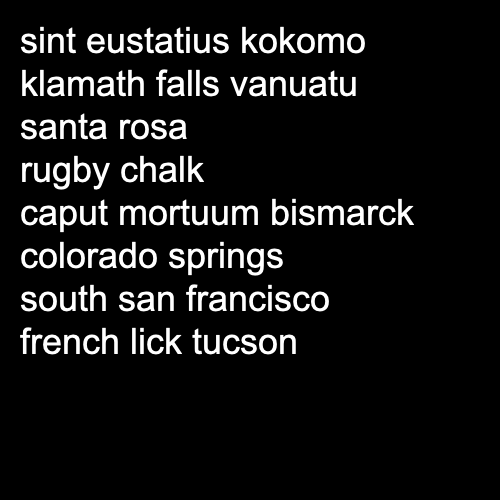 sint eustatius kokomo
klamath falls vanuatu
santa rosa
rugby chalk
caput mortuum bismarck
colorado springs
south san francisco
french lick tucson